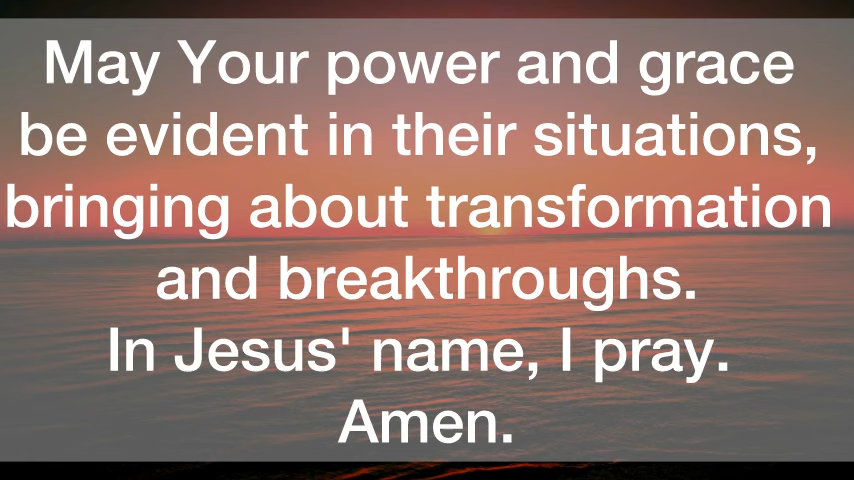 May Your power and grace
be evident in their situations,
bringing about transformation
and breakthroughs.
In Jesus' name, I pray.
Amen.